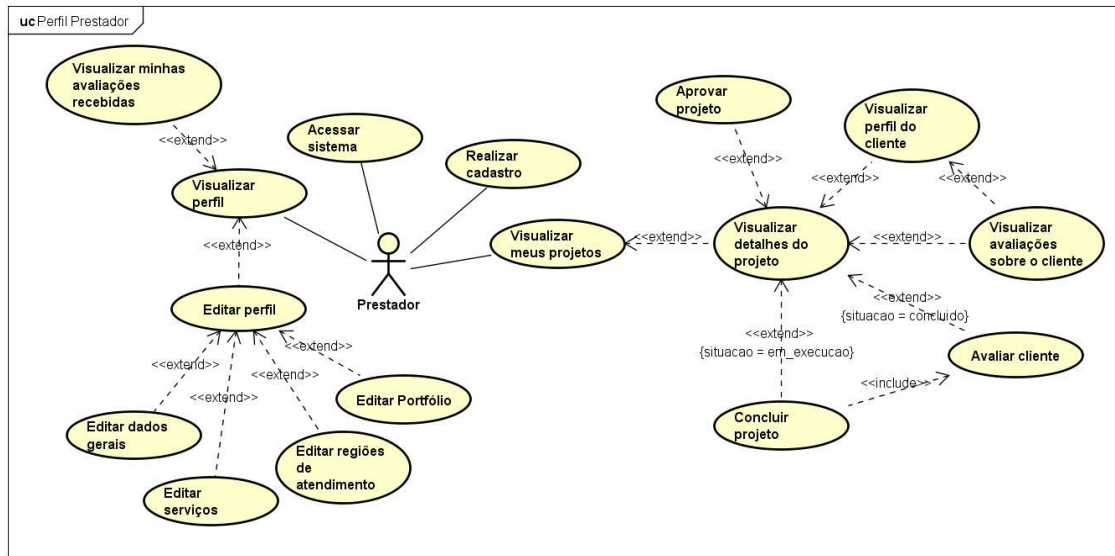 uc Perfil Prestador
Visualizar minhas
avaliações
recebidas
<<extend>>
Visualizar
perfil
<<extend>>
Editar perfil
<<extend>>
<<extend>>
<<extend>>
<<extend>>
Editar dados
gerais
Editar
serviços
Editar regiões
de
atendimento
Editar Portfólio
Acessar
sistema
Realizar
cadastro
Prestador
Visualizar
meus projetos
<<extend>>
Aprovar
projeto
<<extend>>
Visualizar
perfil do
cliente
<<extend>>
<<extend>>
Visualizar
detalhes do
projeto
<<extend>>
Visualizar
avaliações
sobre o cliente
<<extend>>
{situacao = concluido}
<<extend>>
{situacao = em_execucao}
Avaliar cliente
<<include>>
Concluir
projeto